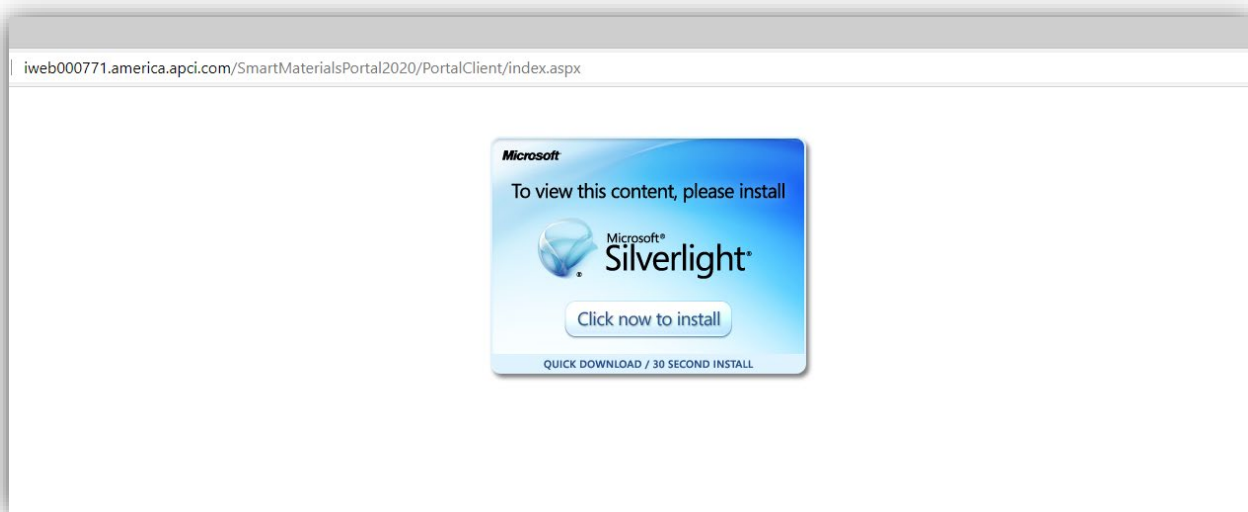 iweb000771.america.apci.com/SmartMaterialsPortal2020/PortalClient/index.aspx
Microsoft
To view this content, please install
Microsoft®
Silverlight®
Click now to install
QUICK DOWNLOAD / 30 SECOND INSTALL